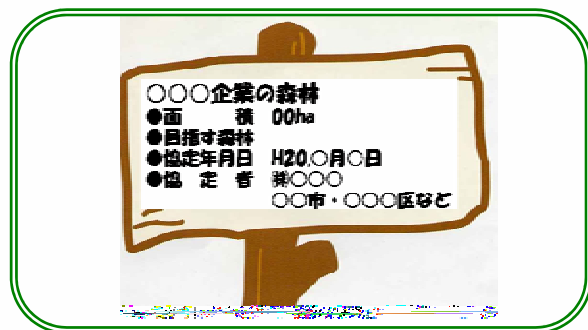 ○○○企業の森林
●面　　　積　00ha
●目指す森林
●協定年月日　H20.○月○日
●協　定　者　㈱○○○
○○市・○○○区など